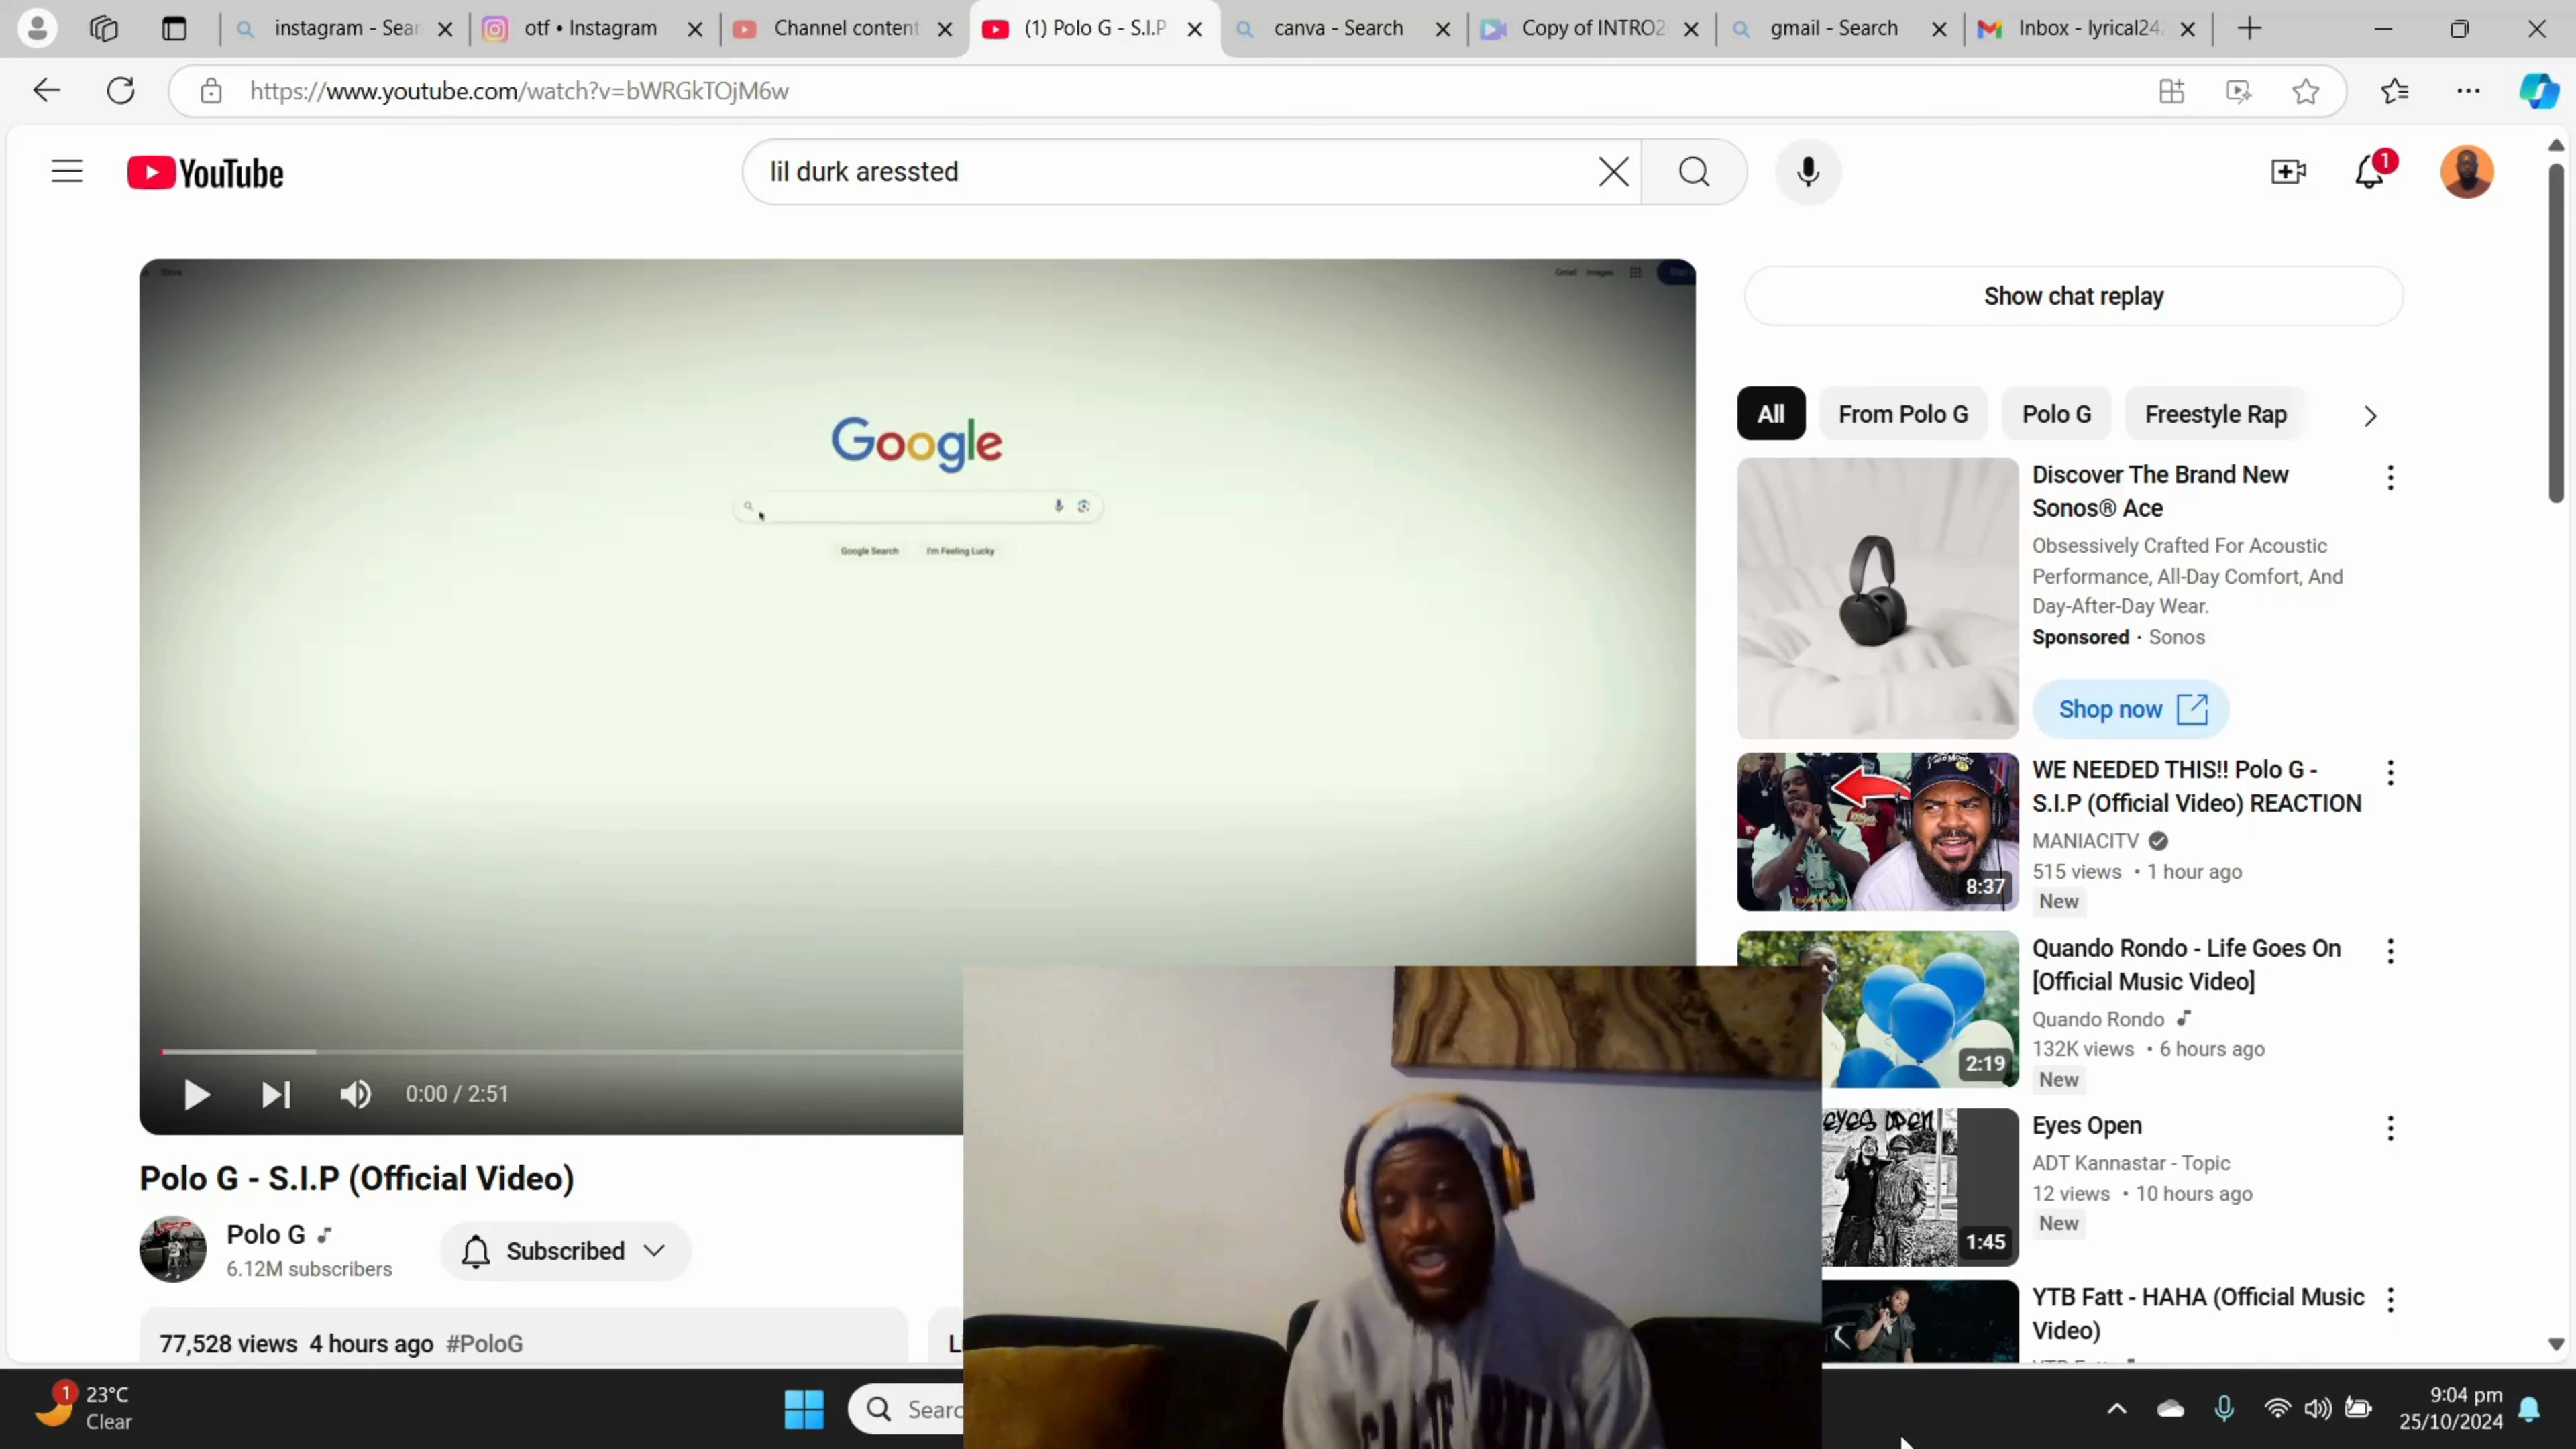 instagram - Sear
otf • Instagram
Channel content
(1) Polo G - S.I.P
canva - Search
Copy of INTRO2
gmail - Search
Inbox - lyrical24
https://www.youtube.com/watch?v=bWRGkTOjM6w
YouTube
lil durk aressted
1
Store
Gmail Images
Google
Google Search I'm Feeling Lucky
0:00 / 2:51
Polo G - S.I.P (Official Video)
Polo G
6.12M subscribers
Subscribed
77,528 views 4 hours ago #PoloG
Show chat replay
All From Polo G Polo G Freestyle Rap
Discover The Brand New
Sonos® Ace
Obsessively Crafted For Acoustic
Performance, All-Day Comfort, And
Day-After-Day Wear.
Sponsored · Sonos
Shop now
8:37
WE NEEDED THIS!! Polo G -
S.I.P (Official Video) REACTION
MANIACITV
515 views • 1 hour ago
New
2:19
Quando Rondo - Life Goes On
[Official Music Video]
Quando Rondo
132K views • 6 hours ago
New
EYES OPEN
1:45
Eyes Open
ADT Kannastar - Topic
12 views • 10 hours ago
New
YTB Fatt - HAHA (Official Music
Video)
1
23°C
Clear
Searc
9:04 pm
25/10/2024